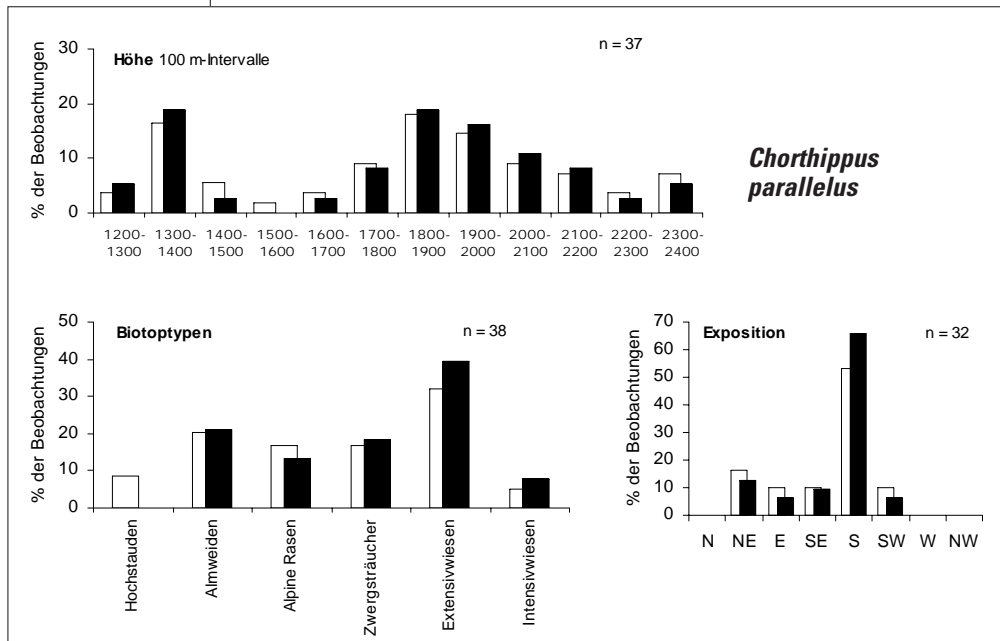 Höhe 100 m-Intervalle
n = 37
% der Beobachtungen
30
20
10
0
1200-1300
1300-1400
1400-1500
1500-1600
1600-1700
1700-1800
1800-1900
1900-2000
2000-2100
2100-2200
2200-2300
2300-2400
Chorthippus
parallelus
Biotoptypen
n = 38
% der Beobachtungen
50
40
30
20
10
0
Hochstauden
Almweiden
Alpine Rasen
Zwergsträucher
Extensivwiesen
Intensivwiesen
Exposition
n = 32
% der Beobachtungen
70
60
50
40
30
20
10
0
N NE E SE S SW W NW